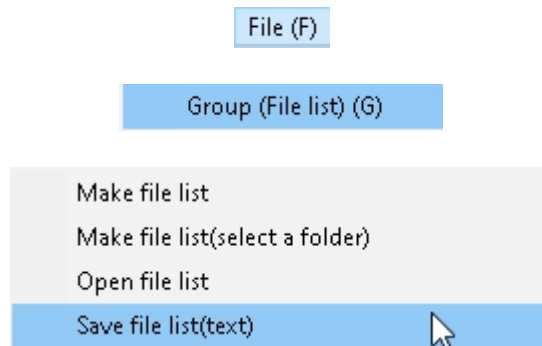 File (F)
Group (File list) (G)
Make file list
Make file list(select a folder)
Open file list
Save file list(text)